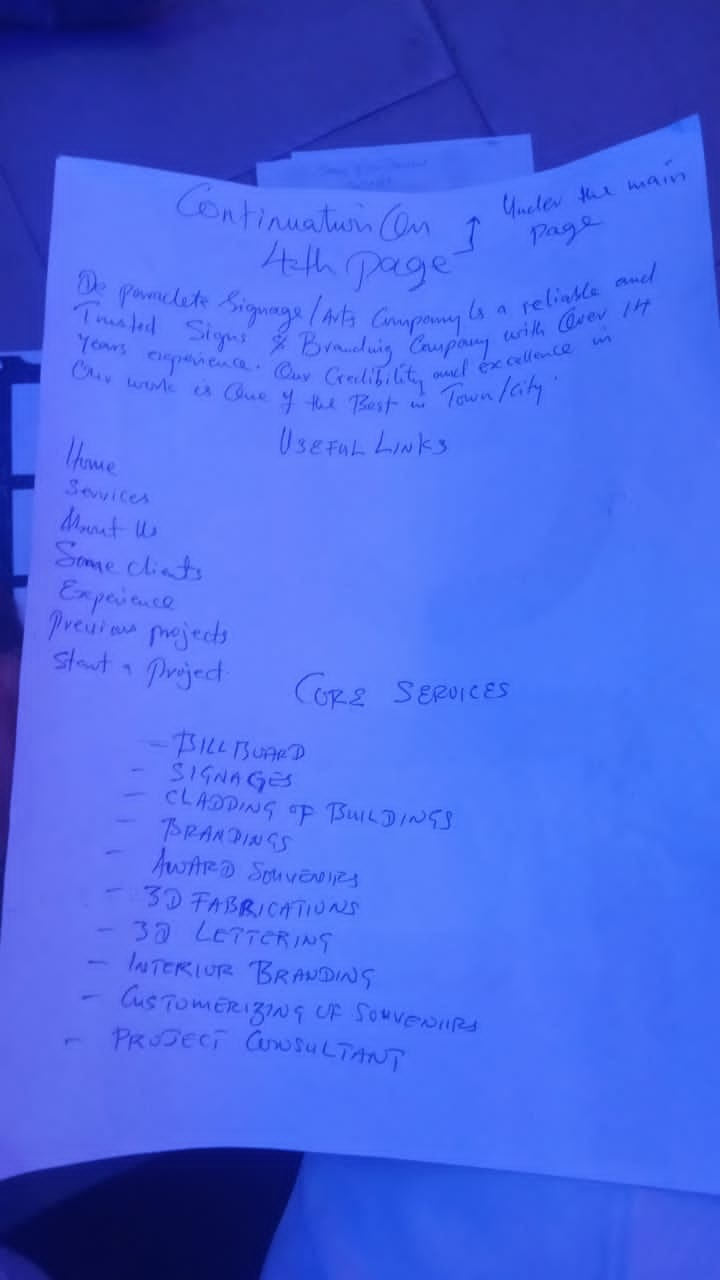 Continuation On
4th page
Under the main
page
De paraclete Signage/Arts Company Is a reliable and
Trusted Signs & Branding Company with Over 14
years experience. Our Credibility and excellence in
Our work is One of the Best in Town/City.
USEFUL LINKS
Home
Services
About Us
Some clients
Experience
Previous projects
Start a Project
CORE SERVICES
- BILLBOARD
- SIGNAGES
- CLADDING OF BUILDINGS
- BRANDINGS
- AWARD SOUVENIRS
- 3D FABRICATIONS
- 3D LETTERING
- INTERIOR BRANDING
- CUSTOMERIZING OF SOUVENIRS
- PROJECT CONSULTANT